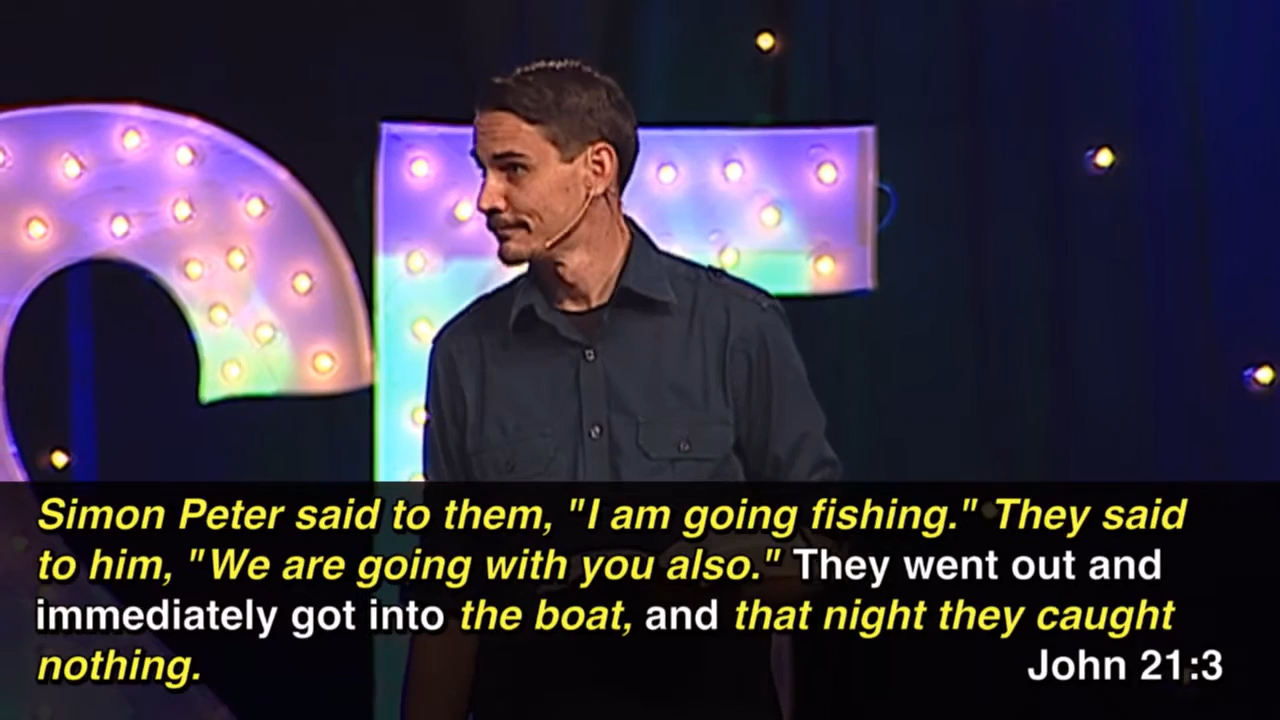 ST
Simon Peter said to them, "I am going fishing." They said
to him, "We are going with you also." They went out and
immediately got into the boat, and that night they caught
nothing.
John 21:3